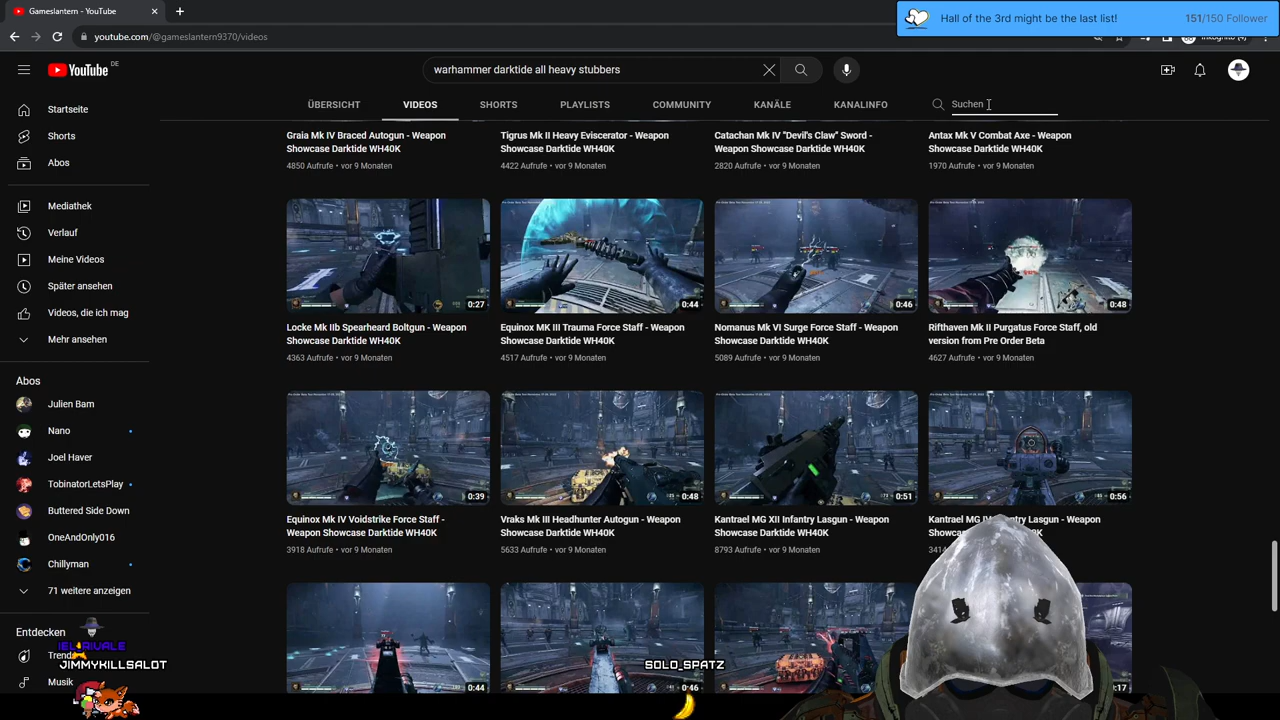 Gameslantern - YouTube
Hall of the 3rd might be the last list!
151/150 Follower
youtube.com/@gameslantern9370/videos
YouTube DE
warhammer darktide all heavy stubbers
ÜBERSICHT
VIDEOS
SHORTS
PLAYLISTS
COMMUNITY
KANÄLE
KANALINFO
Suchen
Startseite
Shorts
Abos
Mediathek
Verlauf
Meine Videos
Später ansehen
Videos, die ich mag
Mehr ansehen
Abos
Julien Bam
Nano
Joel Haver
TobinatorLetsPlay
Buttered Side Down
OneAndOnly016
Chillyman
71 weitere anzeigen
Entdecken
Musik
Graia Mk IV Braced Autogun - Weapon
Showcase Darktide WH40K
4850 Aufrufe • vor 9 Monaten
Tigrus Mk II Heavy Eviscerator - Weapon
Showcase Darktide WH40K
4422 Aufrufe • vor 9 Monaten
Catachan Mk IV "Devil's Claw" Sword -
Weapon Showcase Darktide WH40K
2820 Aufrufe • vor 9 Monaten
Antax Mk V Combat Axe - Weapon
Showcase Darktide WH40K
1970 Aufrufe • vor 9 Monaten
0:27
Locke Mk IIb Spearheard Boltgun - Weapon
Showcase Darktide WH40K
4363 Aufrufe • vor 9 Monaten
0:44
Equinox MK III Trauma Force Staff - Weapon
Showcase Darktide WH40K
4517 Aufrufe • vor 9 Monaten
0:46
Nomanus Mk VI Surge Force Staff - Weapon
Showcase Darktide WH40K
5089 Aufrufe • vor 9 Monaten
0:48
Rifthaven Mk II Purgatus Force Staff, old
version from Pre Order Beta
4627 Aufrufe • vor 9 Monaten
0:39
Equinox Mk IV Voidstrike Force Staff -
Weapon Showcase Darktide WH40K
3918 Aufrufe • vor 9 Monaten
0:48
Vraks Mk III Headhunter Autogun - Weapon
Showcase Darktide WH40K
5633 Aufrufe • vor 9 Monaten
0:51
Kantrael MG XII Infantry Lasgun - Weapon
Showcase Darktide WH40K
8793 Aufrufe • vor 9 Monaten
0:56
Kantrael MG Infantry Lasgun - Weapon
WH40K
Monaten
0:44
0:46
:17
JIMMYKILLSALOT
SOLO_SPATZ